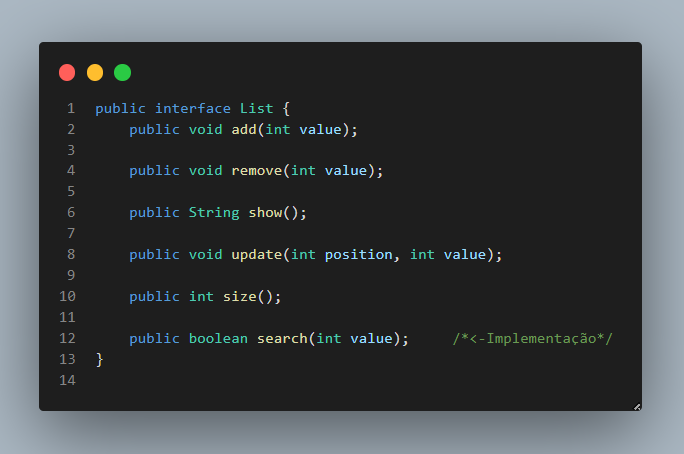 1 public interface List {
2     public void add(int value);
3
4     public void remove(int value);
5
6     public String show();
7
8     public void update(int position, int value);
9
10     public int size();
11
12     public boolean search(int value);     /*<-Implementação*/
13 }
14